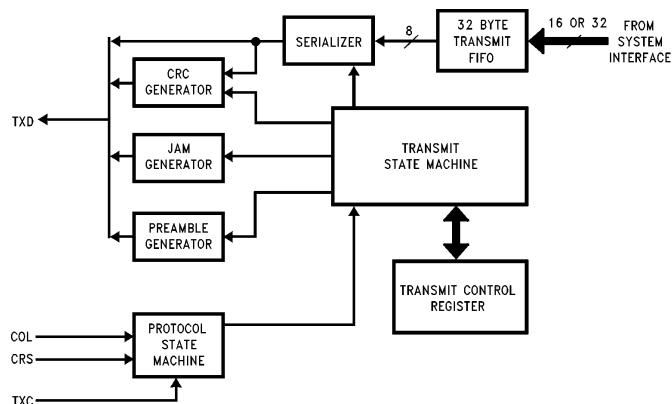 SERIALIZER
8
32 BYTE
TRANSMIT
FIFO
16 OR 32
FROM
SYSTEM
INTERFACE
CRC
GENERATOR
TXD
JAM
GENERATOR
TRANSMIT
STATE MACHINE
PREAMBLE
GENERATOR
TRANSMIT CONTROL
REGISTER
PROTOCOL
STATE
MACHINE
COL
CRS
TXC